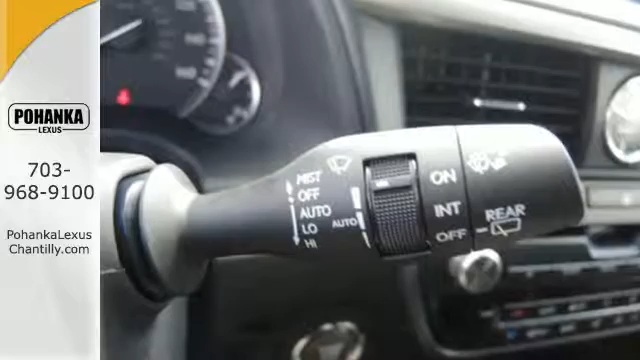 POHANKA
LEXUS
703-
968-9100
PohankaLexus
Chantilly.com
MIST
OFF
AUTO
LO
HI
AUTO
ON
INT
OFF
REAR